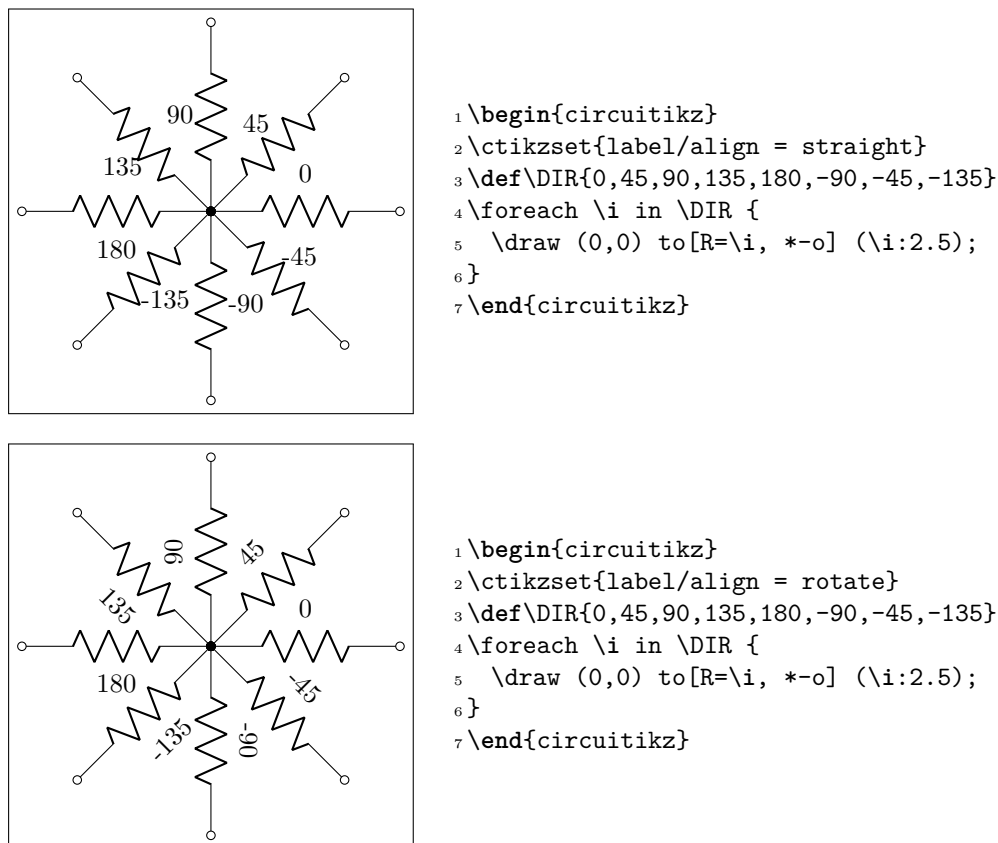 90
45
135
0
180
-45
-135
-90
1 \begin{circuitikz}
2 \ctikzset{label/align = straight}
3 \def\DIR{0,45,90,135,180,-90,-45,-135}
4 \foreach \i in \DIR {
5   \draw (0,0) to[R=\i, *-o] (\i:2.5);
6 }
7 \end{circuitikz}
90
45
135
0
180
-45
-135
-90
1 \begin{circuitikz}
2 \ctikzset{label/align = rotate}
3 \def\DIR{0,45,90,135,180,-90,-45,-135}
4 \foreach \i in \DIR {
5   \draw (0,0) to[R=\i, *-o] (\i:2.5);
6 }
7 \end{circuitikz}